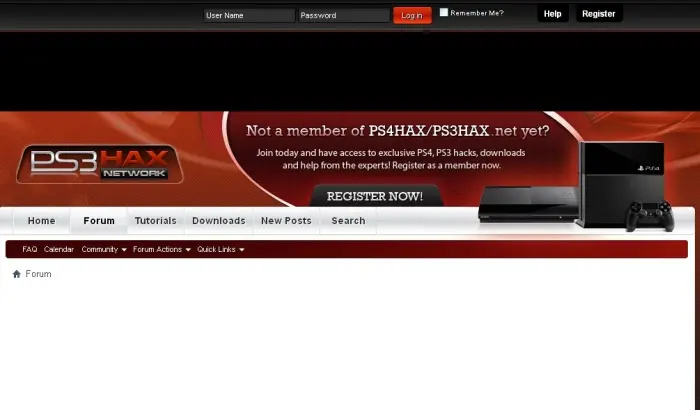 User Name Password Log in Remember Me? Help Register
Not a member of PS4HAX/PS3HAX.net yet?
Join today and have access to exclusive PS4, PS3 hacks, downloads
and help from the experts! Register as a member now.
PS3HAX
NETWORK
REGISTER NOW!
PS4
Home Forum Tutorials Downloads New Posts Search
FAQ Calendar Community Forum Actions Quick Links
Forum